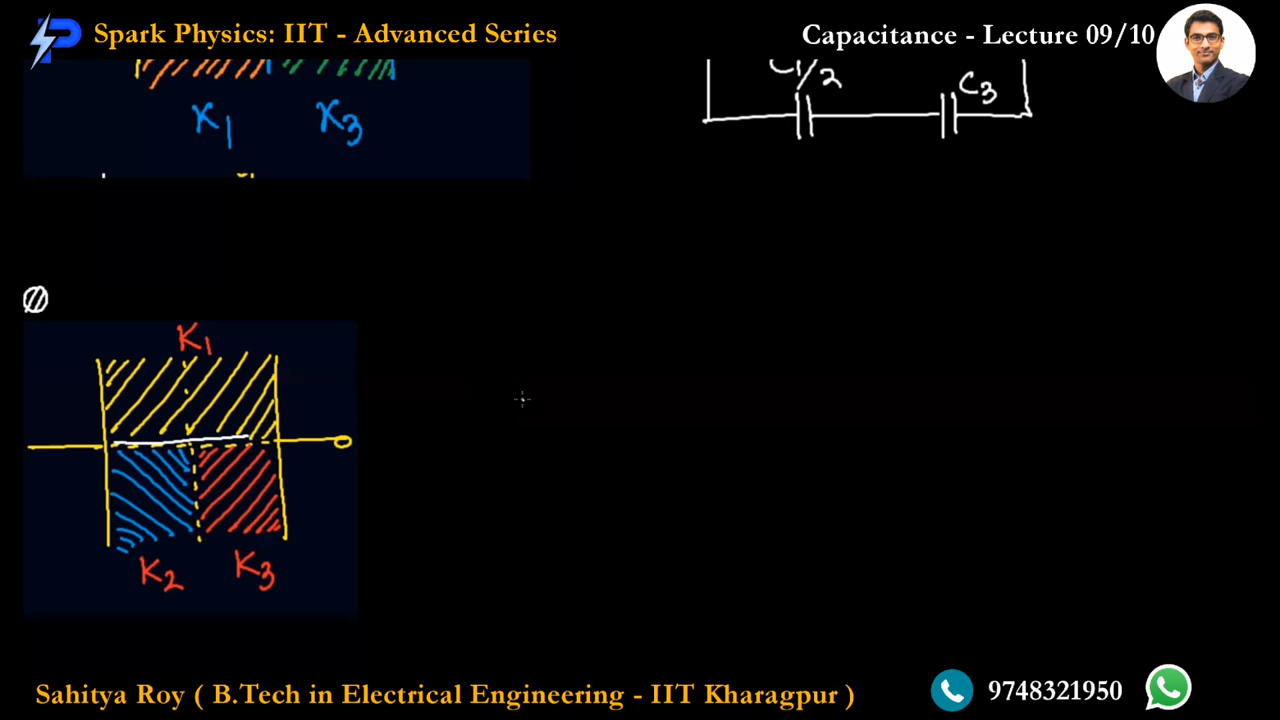 Spark Physics: IIT - Advanced Series
Capacitance - Lecture 09/10
C1/2
C3
K1 K3
K1
K2 K3
Sahitya Roy ( B.Tech in Electrical Engineering - IIT Kharagpur )
9748321950